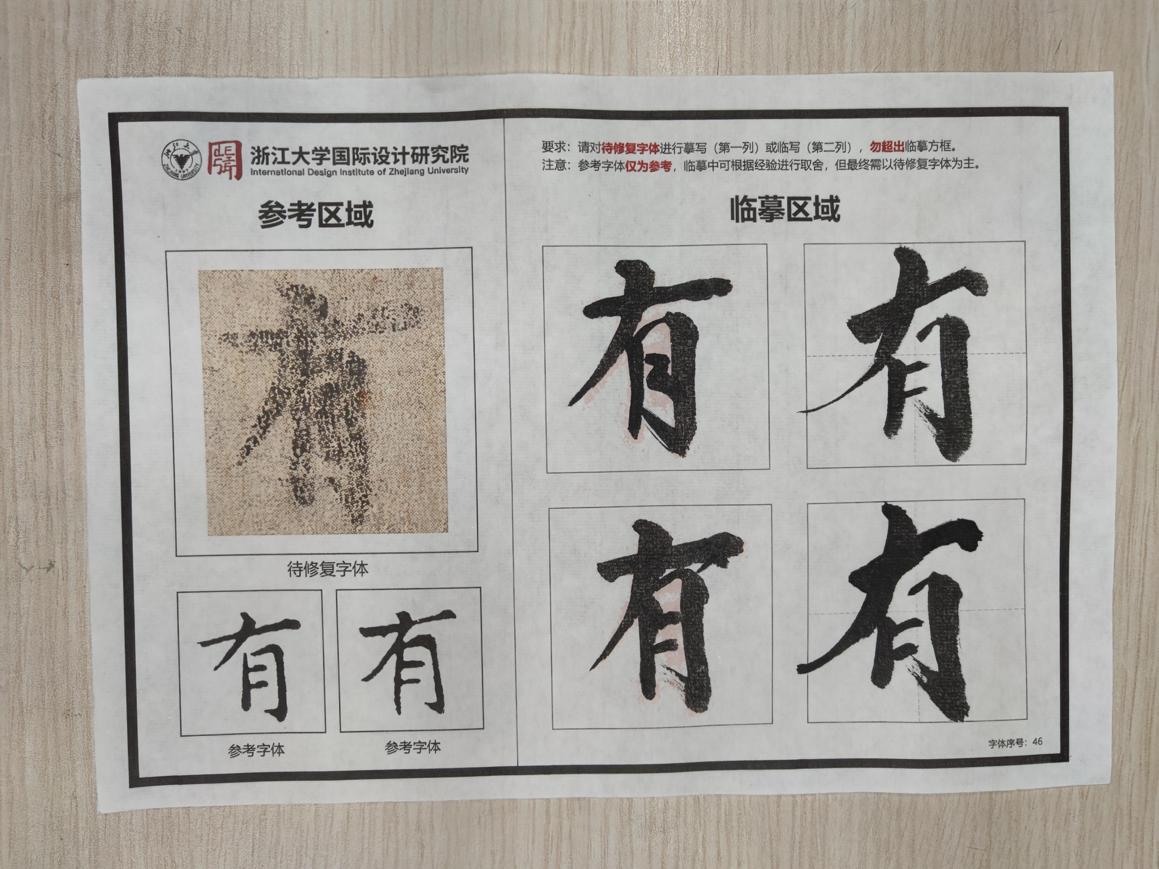 浙江大学国际设计研究院
International Design Institute of Zhejiang University
参考区域
有
待修复字体
有 有
参考字体 参考字体
要求：请对待修复字体进行摹写（第一列）或临写（第二列），勿超出临摹方框。
注意：参考字体仅为参考，临摹中可根据经验进行取舍，但最终需以待修复字体为主。
临摹区域
有 有
有 有
字体序号：46